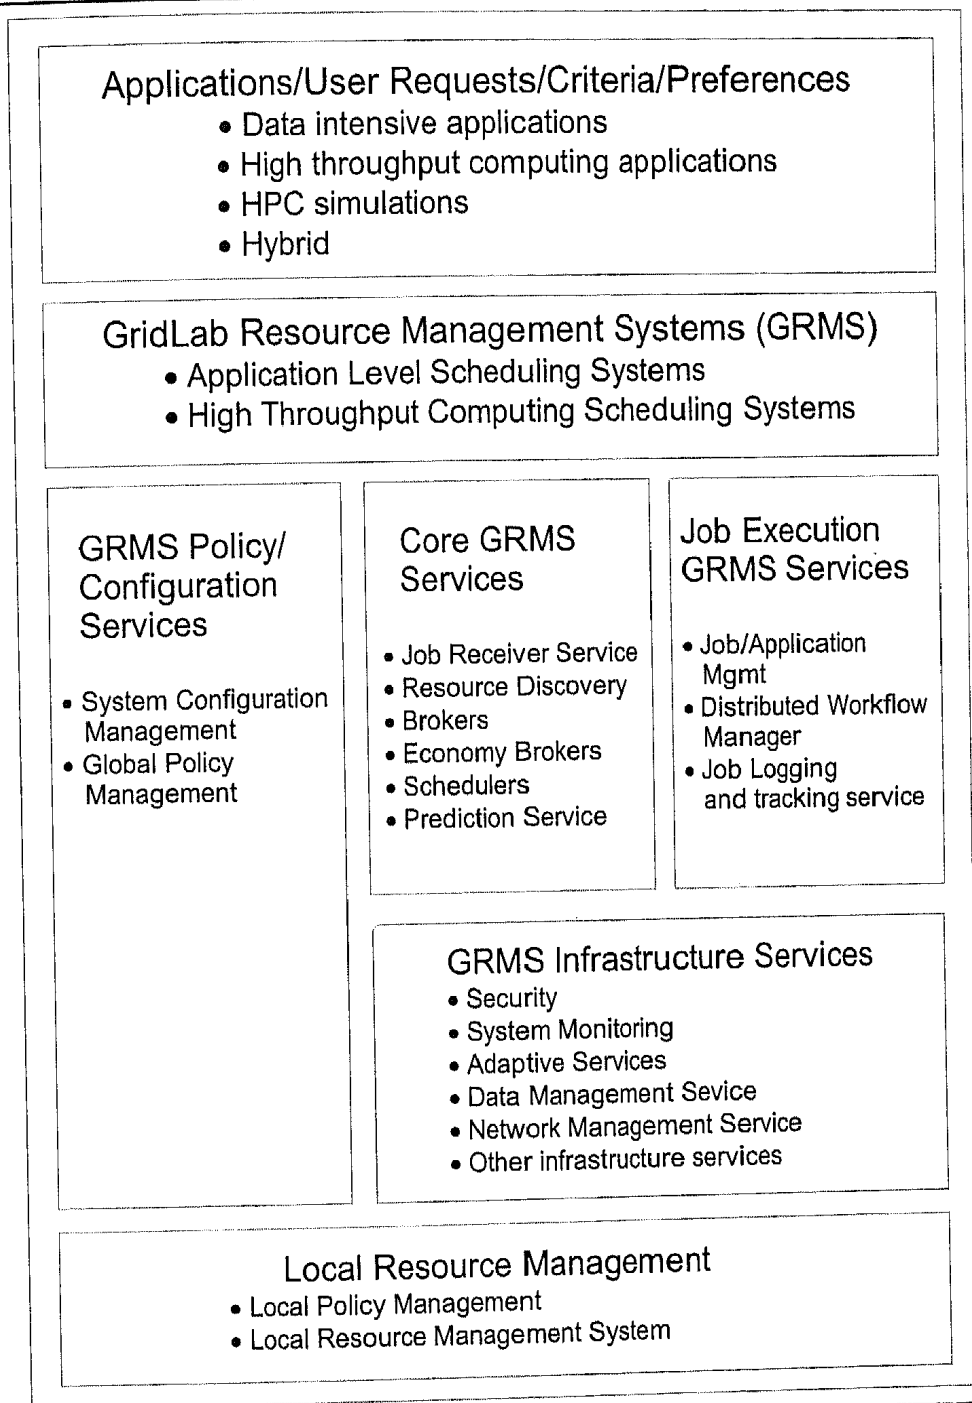 Applications/User Requests/Criteria/Preferences
• Data intensive applications
• High throughput computing applications
• HPC simulations
• Hybrid
GridLab Resource Management Systems (GRMS)
• Application Level Scheduling Systems
• High Throughput Computing Scheduling Systems
GRMS Policy/
Configuration
Services
• System Configuration
Management
• Global Policy
Management
Core GRMS
Services
• Job Receiver Service
• Resource Discovery
• Brokers
• Economy Brokers
• Schedulers
• Prediction Service
Job Execution
GRMS Services
• Job/Application
Mgmt
• Distributed Workflow
Manager
• Job Logging
and tracking service
GRMS Infrastructure Services
• Security
• System Monitoring
• Adaptive Services
• Data Management Sevice
• Network Management Service
• Other infrastructure services
Local Resource Management
• Local Policy Management
• Local Resource Management System